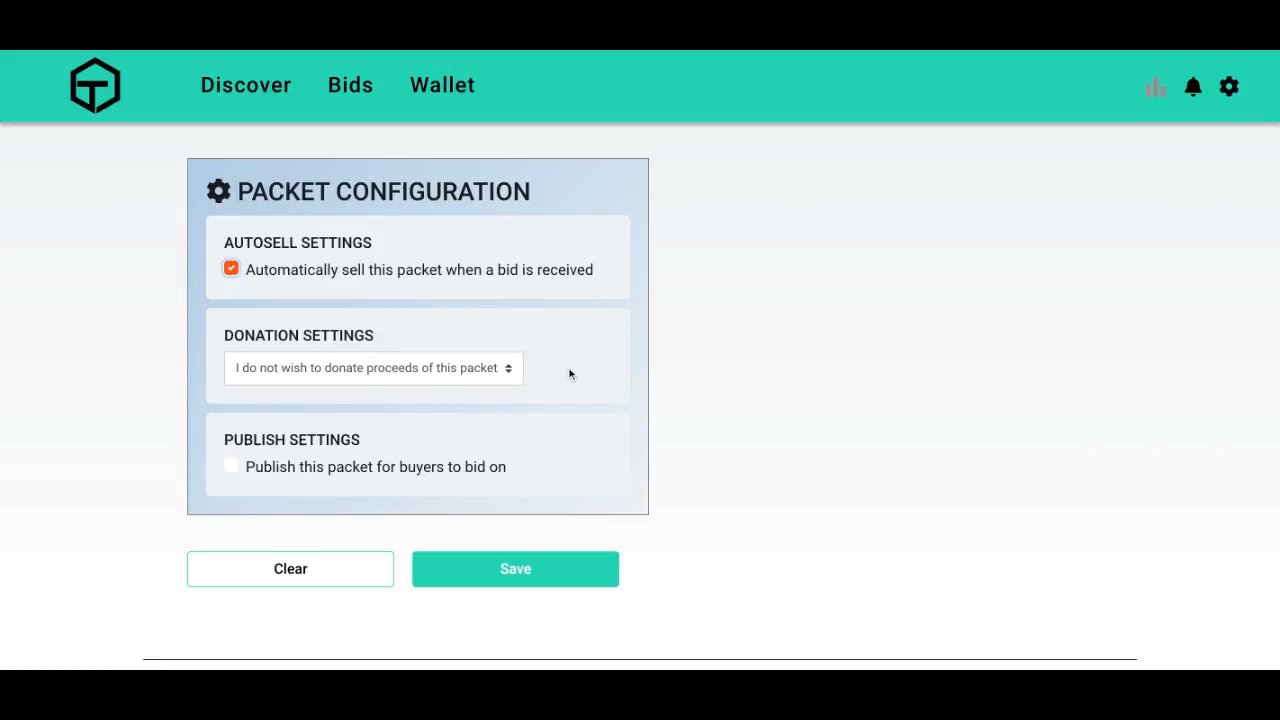 Discover Bids Wallet
PACKET CONFIGURATION
AUTOSELL SETTINGS
Automatically sell this packet when a bid is received
DONATION SETTINGS
I do not wish to donate proceeds of this packet
PUBLISH SETTINGS
Publish this packet for buyers to bid on
Clear Save